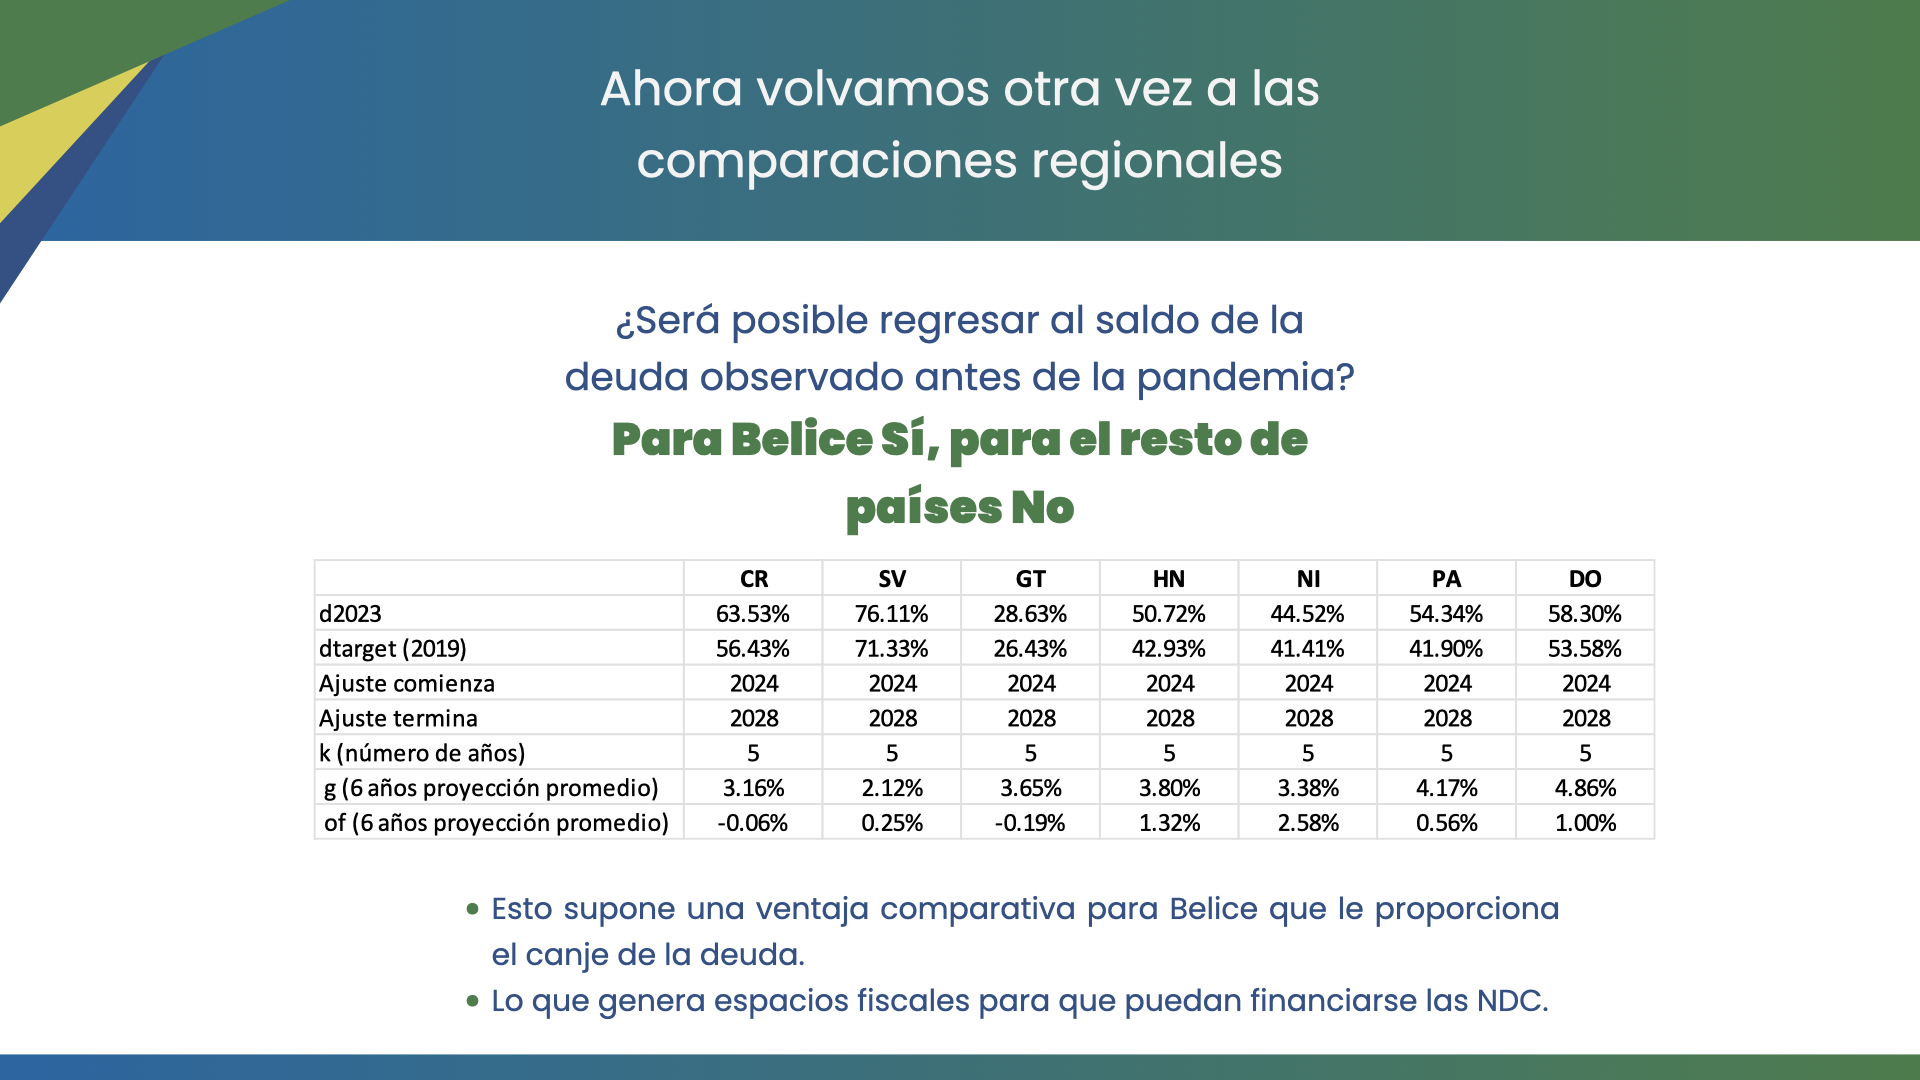 Ahora volvamos otra vez a las
comparaciones regionales
¿Será posible regresar al saldo de la
deuda observado antes de la pandemia?
Para Belice Sí, para el resto de
países No
CR SV GT HN NI PA DO
d2023 63.53% 76.11% 28.63% 50.72% 44.52% 54.34% 58.30%
dtarget (2019) 56.43% 71.33% 26.43% 42.93% 41.41% 41.90% 53.58%
Ajuste comienza 2024 2024 2024 2024 2024 2024 2024
Ajuste termina 2028 2028 2028 2028 2028 2028 2028
k (número de años) 5 5 5 5 5 5 5
g (6 años proyección promedio) 3.16% 2.12% 3.65% 3.80% 3.38% 4.17% 4.86%
of (6 años proyección promedio) -0.06% 0.25% -0.19% 1.32% 2.58% 0.56% 1.00%
• Esto supone una ventaja comparativa para Belice que le proporciona
el canje de la deuda.
• Lo que genera espacios fiscales para que puedan financiarse las NDC.